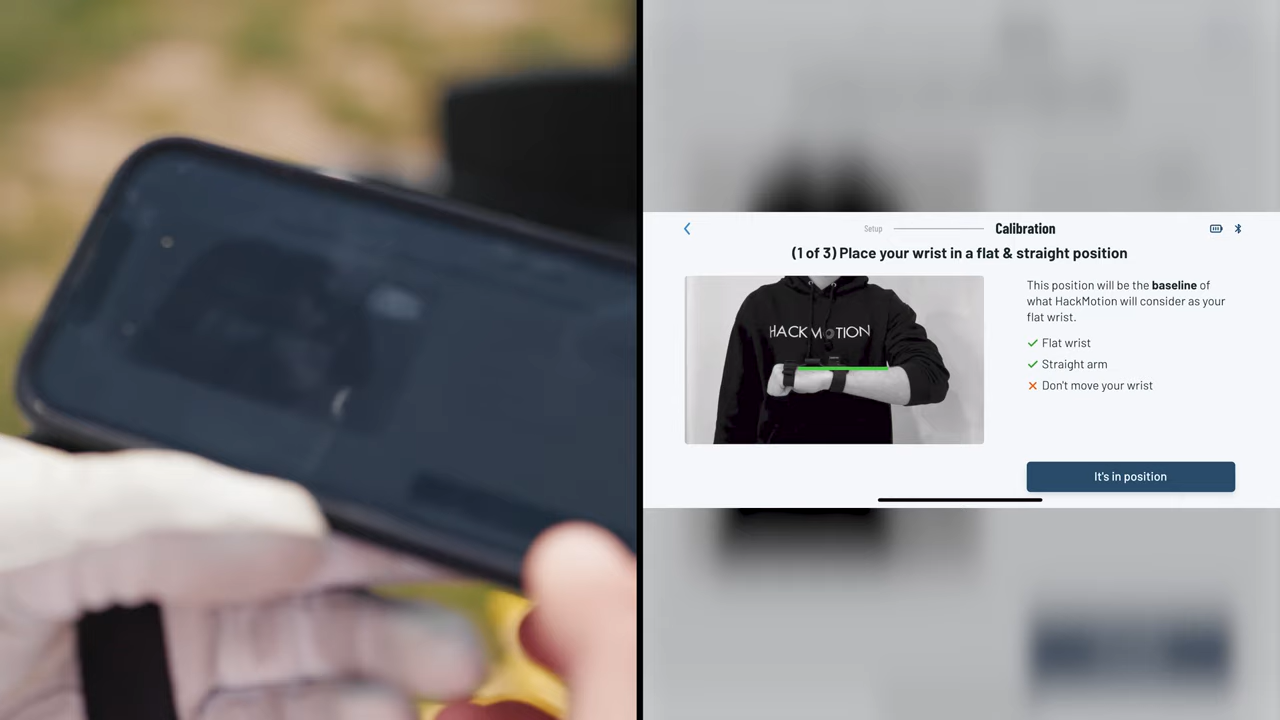 Setup
Calibration
(1 of 3) Place your wrist in a flat & straight position
HACKMOTION
This position will be the baseline of
what HackMotion will consider as your
flat wrist.
Flat wrist
Straight arm
Don't move your wrist
It's in position